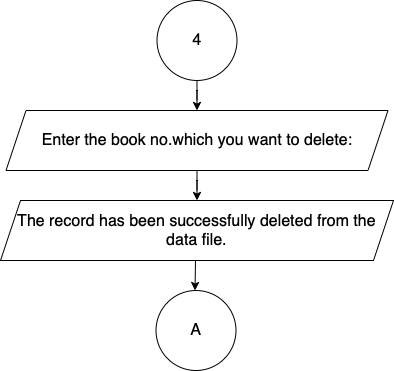 4
Enter the book no.which you want to delete:
The record has been successfully deleted from the
data file.
A